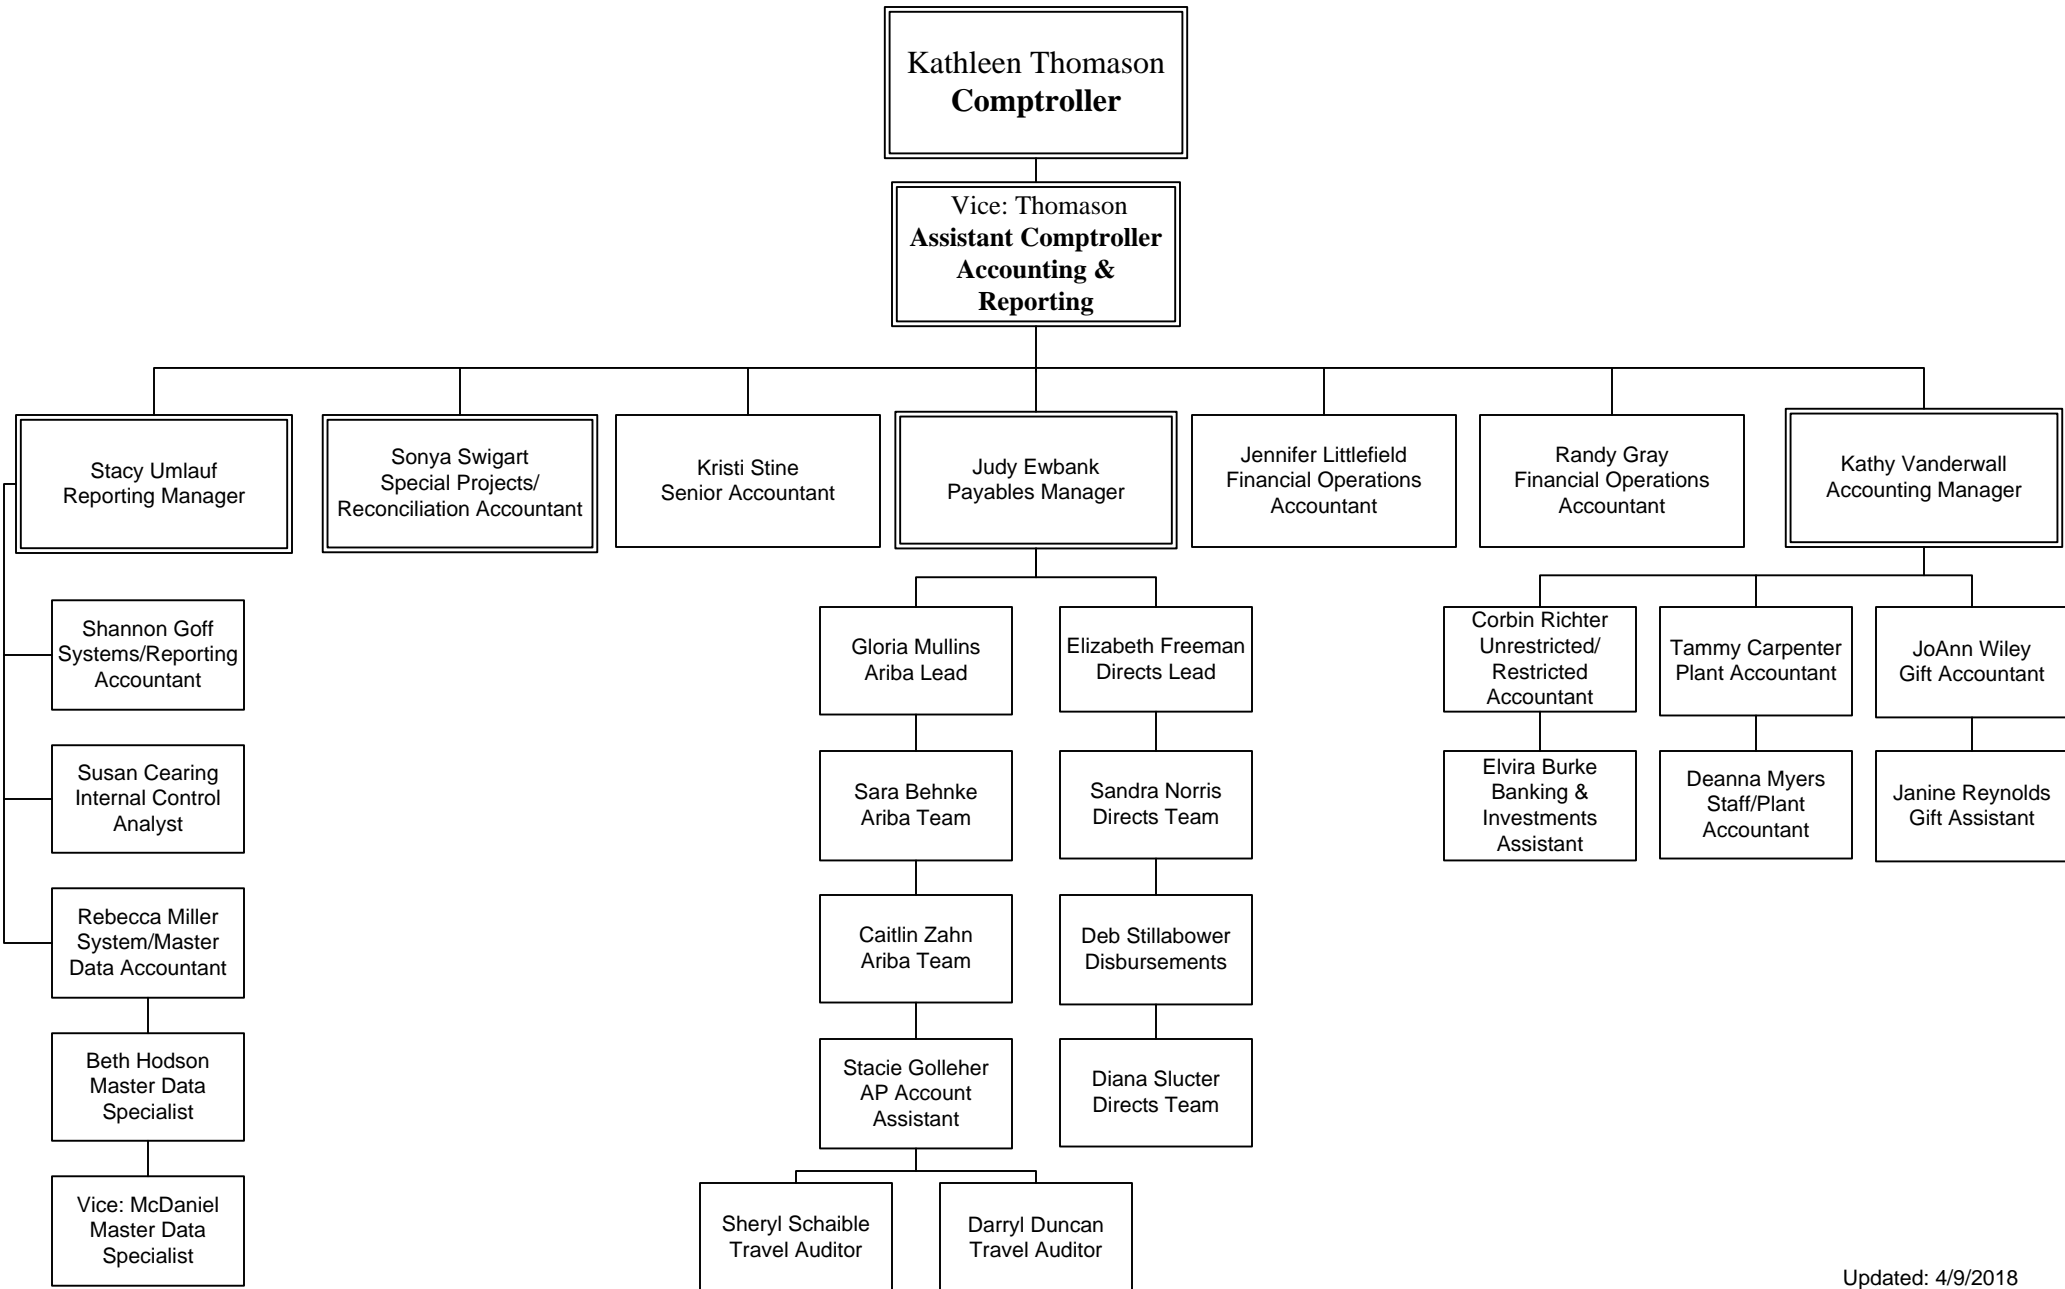 Kathleen Thomason
Comptroller
Vice: Thomason
Assistant Comptroller
Accounting &
Reporting
Stacy Umlauf
Reporting Manager
Sonya Swigart
Special Projects/
Reconciliation Accountant
Kristi Stine
Senior Accountant
Judy Ewbank
Payables Manager
Jennifer Littlefield
Financial Operations
Accountant
Randy Gray
Financial Operations
Accountant
Kathy Vanderwall
Accounting Manager
Shannon Goff
Systems/Reporting
Accountant
Susan Cearing
Internal Control
Analyst
Rebecca Miller
System/Master
Data Accountant
Beth Hodson
Master Data
Specialist
Vice: McDaniel
Master Data
Specialist
Gloria Mullins
Ariba Lead
Sara Behnke
Ariba Team
Caitlin Zahn
Ariba Team
Stacie Golleher
AP Account
Assistant
Sheryl Schaible
Travel Auditor
Darryl Duncan
Travel Auditor
Elizabeth Freeman
Directs Lead
Sandra Norris
Directs Team
Deb Stillabower
Disbursements
Diana Slucter
Directs Team
Corbin Richter
Unrestricted/
Restricted
Accountant
Elvira Burke
Banking &
Investments
Assistant
Tammy Carpenter
Plant Accountant
Deanna Myers
Staff/Plant
Accountant
JoAnn Wiley
Gift Accountant
Janine Reynolds
Gift Assistant
Updated: 4/9/2018